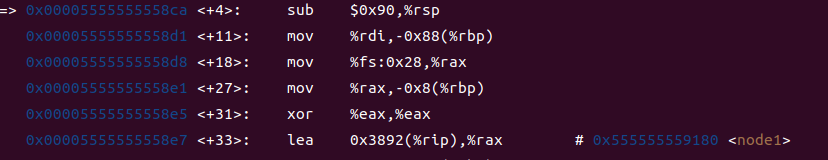 => 0x00005555555558ca <+4>: sub $0x90,%rsp
0x00005555555558d1 <+11>: mov %rdi,-0x88(%rbp)
0x00005555555558d8 <+18>: mov %fs:0x28,%rax
0x00005555555558e1 <+27>: mov %rax,-0x8(%rbp)
0x00005555555558e5 <+31>: xor %eax,%eax
0x00005555555558e7 <+33>: lea 0x3892(%rip),%rax # 0x555555559180 <node1>